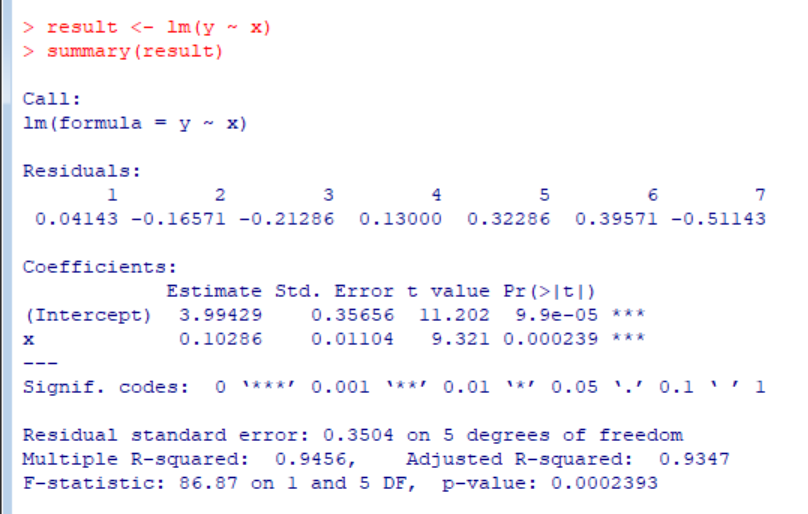 > result <- lm(y ~ x)
> summary(result)
Call:
lm(formula = y ~ x)
Residuals:
1 2 3 4 5 6 7
0.04143 -0.16571 -0.21286 0.13000 0.32286 0.39571 -0.51143
Coefficients:
Estimate Std. Error t value Pr(>|t|)
(Intercept) 3.99429 0.35656 11.202 9.9e-05 ***
x 0.10286 0.01104 9.321 0.000239 ***
---
Signif. codes: 0 ‘***’ 0.001 ‘**’ 0.01 ‘*’ 0.05 ‘.’ 0.1 ‘ ’ 1
Residual standard error: 0.3504 on 5 degrees of freedom
Multiple R-squared: 0.9456, Adjusted R-squared: 0.9347
F-statistic: 86.87 on 1 and 5 DF, p-value: 0.0002393